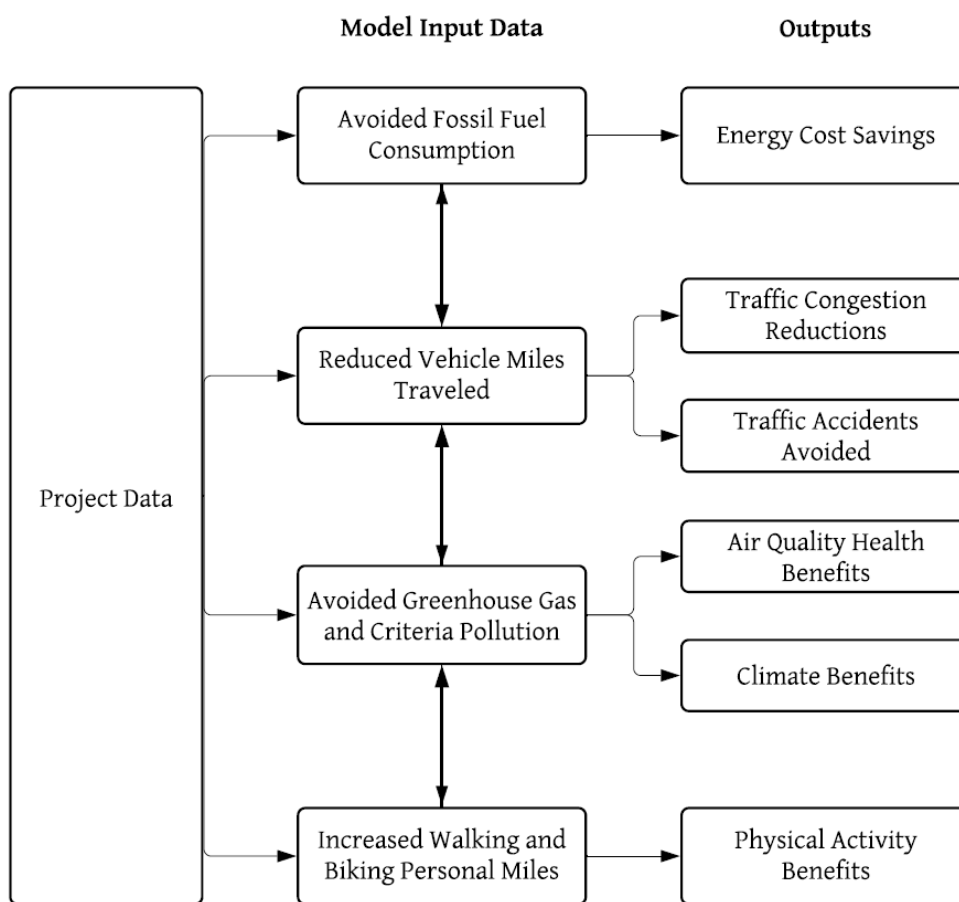 Model Input Data
Outputs
Project Data
Avoided Fossil Fuel
Consumption
Energy Cost Savings
Reduced Vehicle Miles
Traveled
Traffic Congestion
Reductions
Traffic Accidents
Avoided
Avoided Greenhouse Gas
and Criteria Pollution
Air Quality Health
Benefits
Climate Benefits
Increased Walking and
Biking Personal Miles
Physical Activity
Benefits